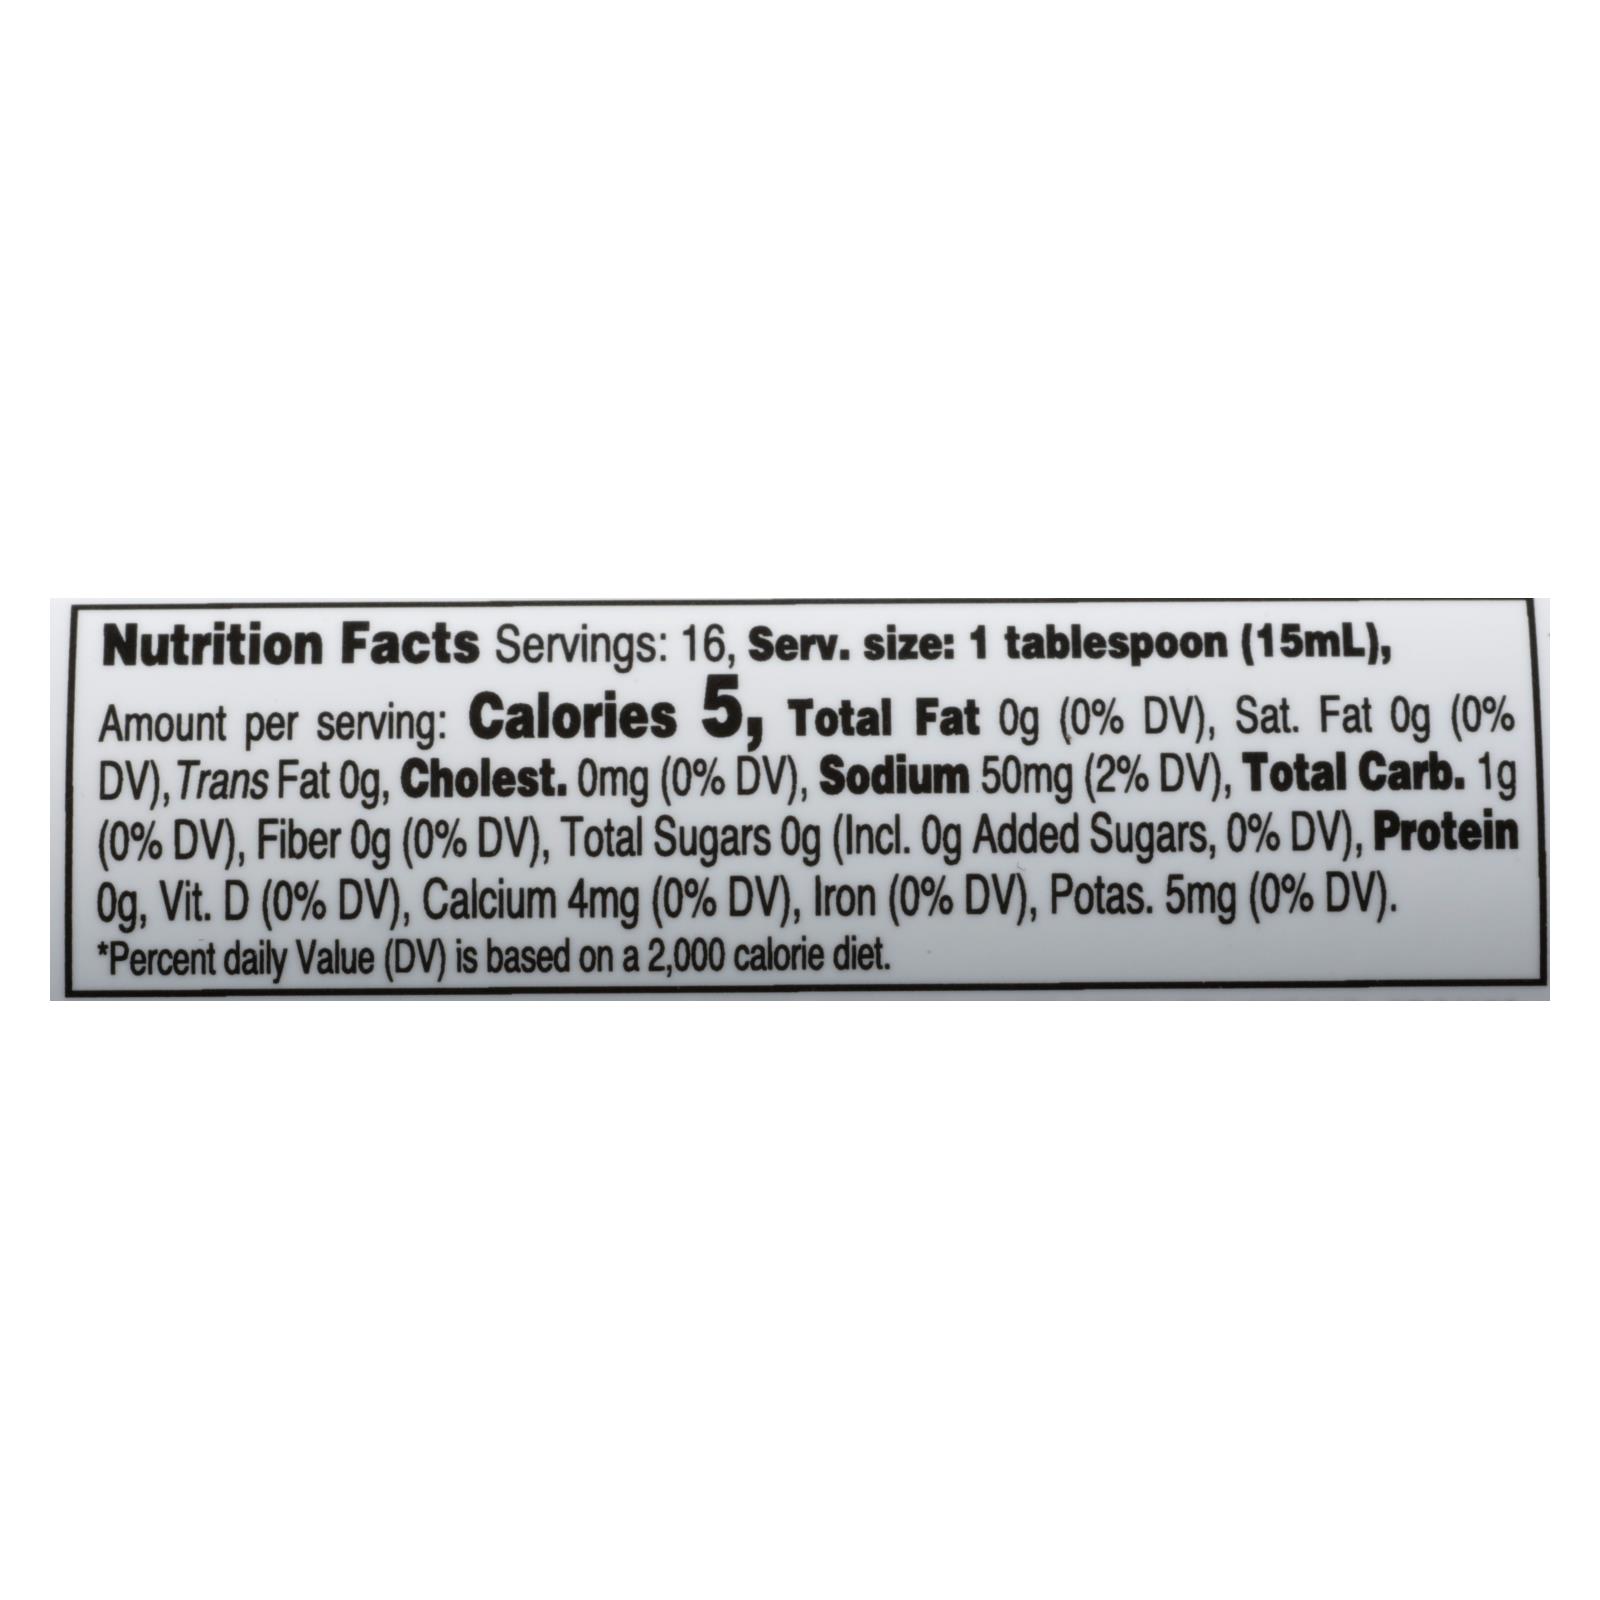 Nutrition Facts Servings: 16, Serv. size: 1 tablespoon (15mL),
Amount per serving: Calories 5, Total Fat 0g (0% DV), Sat. Fat 0g (0%
DV), Trans Fat 0g, Cholest. 0mg (0% DV), Sodium 50mg (2% DV), Total Carb. 1g
(0% DV), Fiber 0g (0% DV), Total Sugars 0g (Incl. 0g Added Sugars, 0% DV), Protein
0g, Vit. D (0% DV), Calcium 4mg (0% DV), Iron (0% DV), Potas. 5mg (0% DV).
*Percent daily Value (DV) is based on a 2,000 calorie diet.